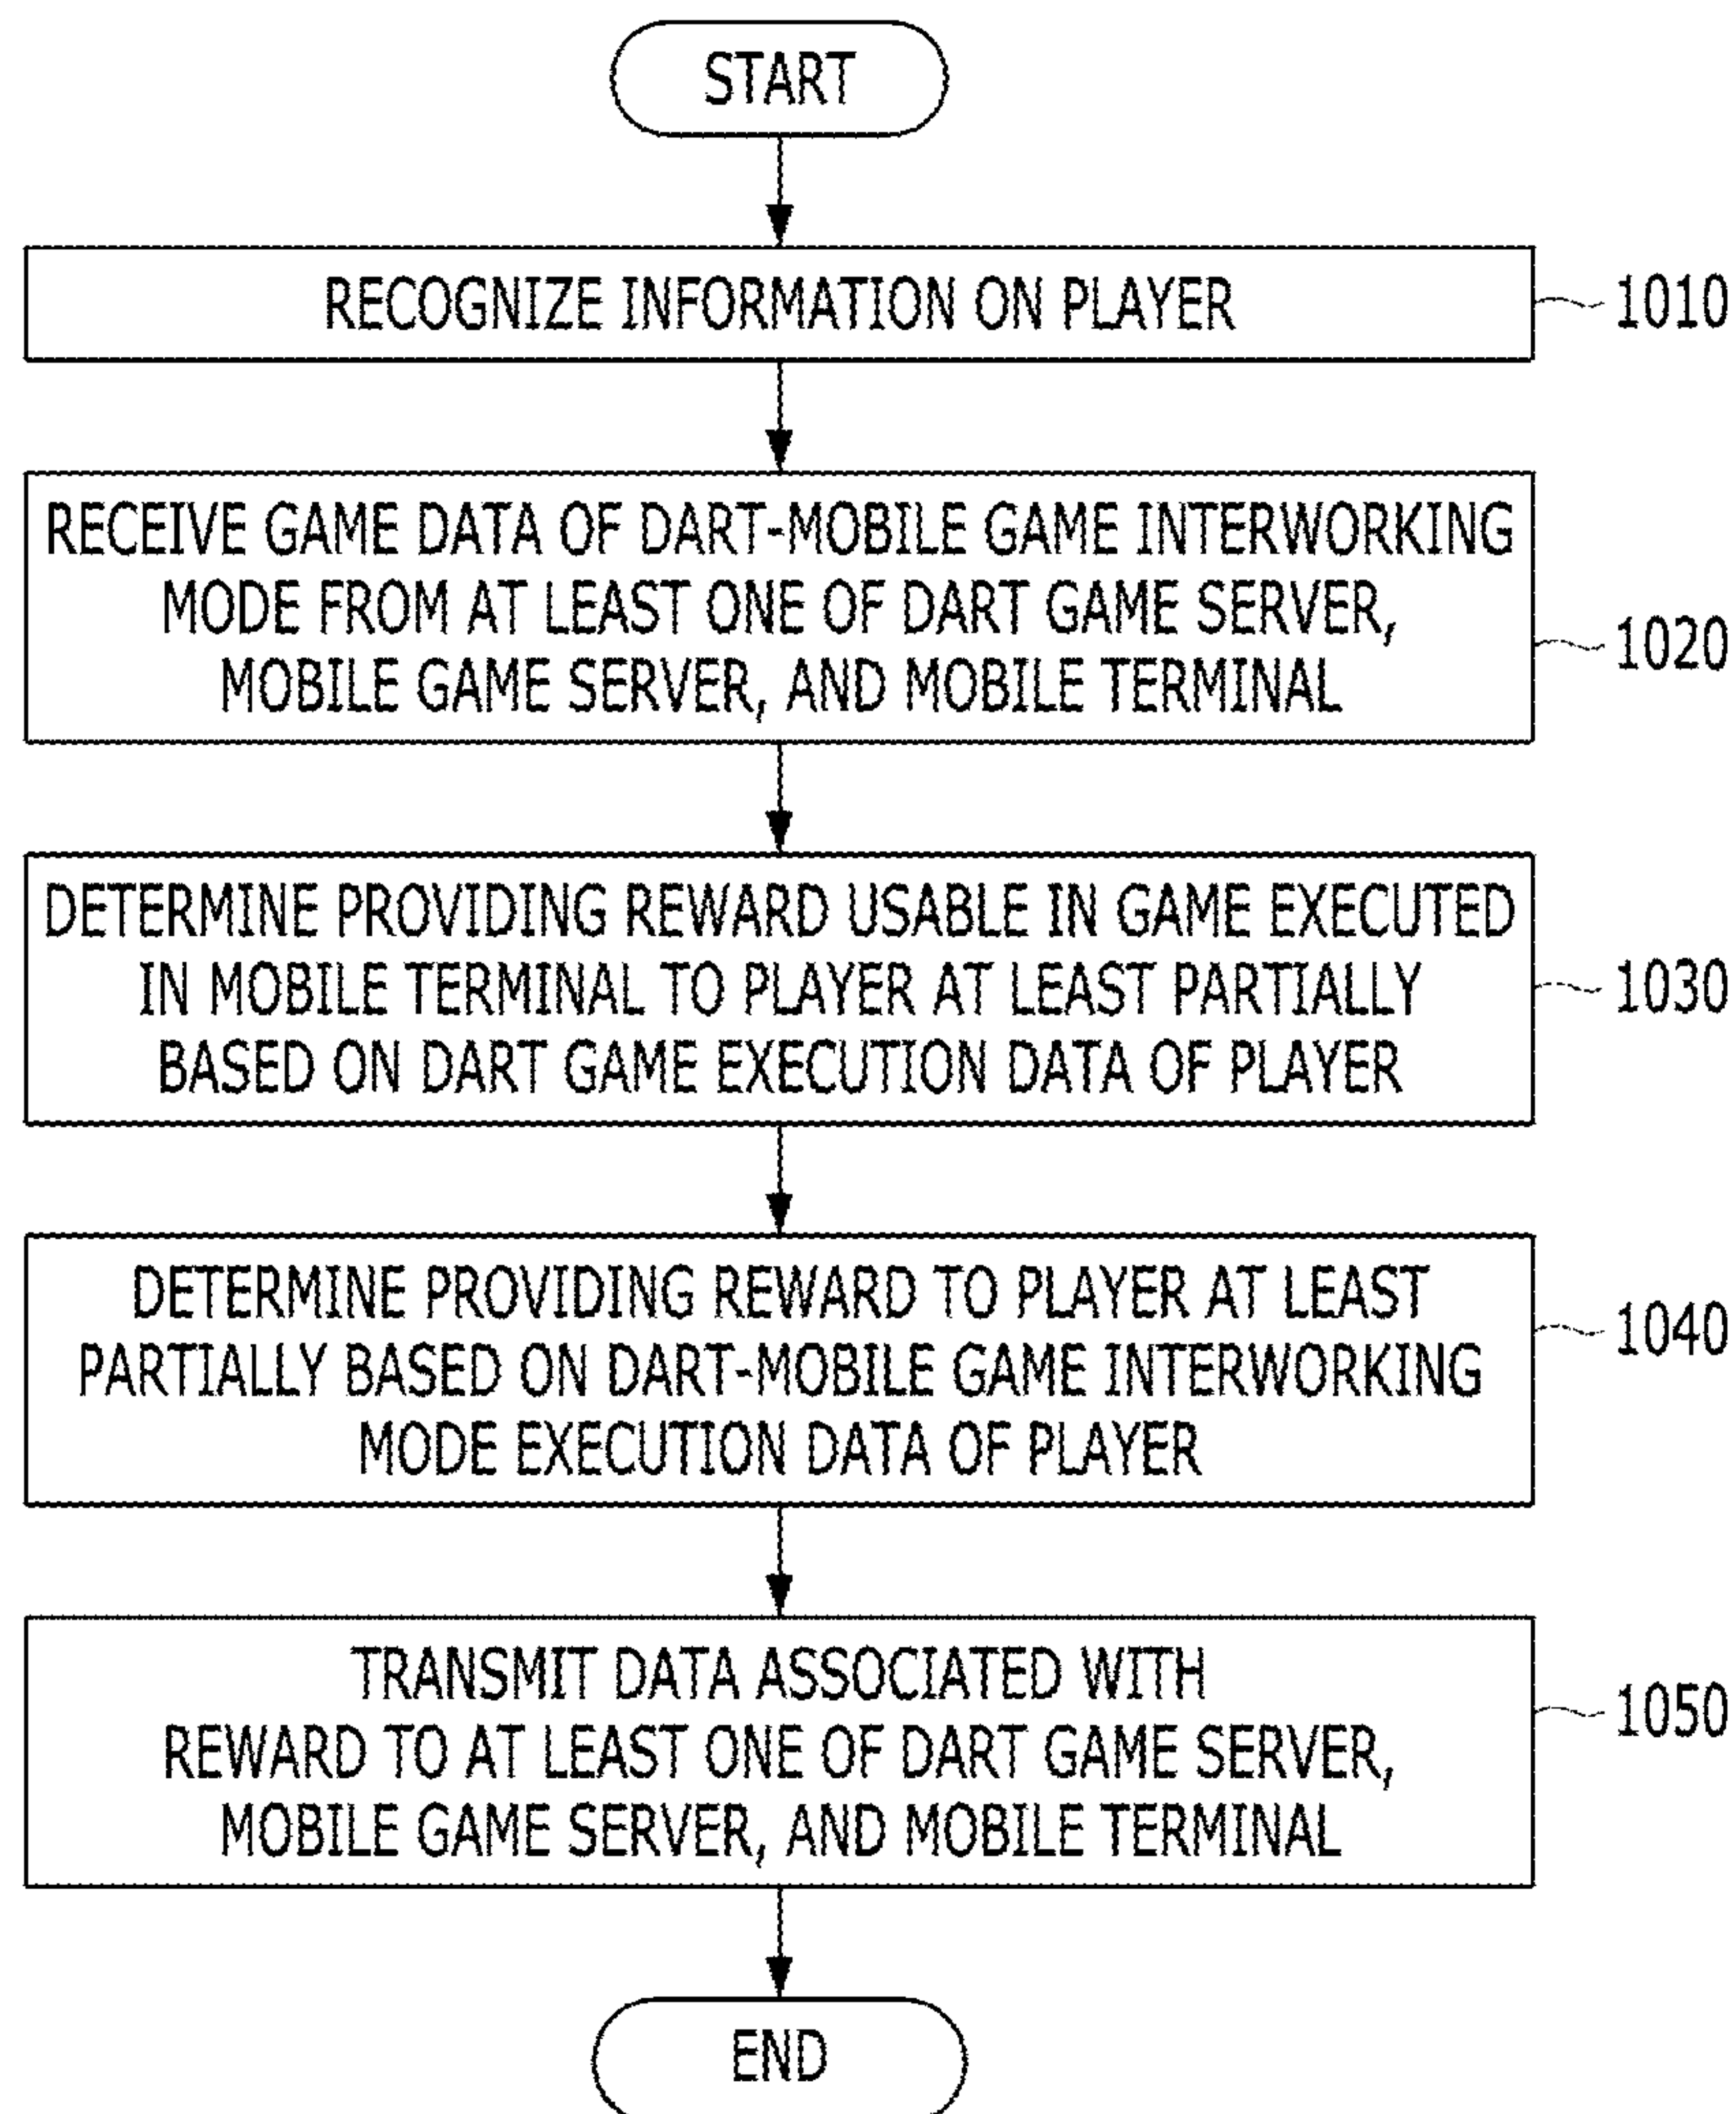 START
RECOGNIZE INFORMATION ON PLAYER
1010
RECEIVE GAME DATA OF DART-MOBILE GAME INTERWORKING
MODE FROM AT LEAST ONE OF DART GAME SERVER,
MOBILE GAME SERVER, AND MOBILE TERMINAL
1020
DETERMINE PROVIDING REWARD USABLE IN GAME EXECUTED
IN MOBILE TERMINAL TO PLAYER AT LEAST PARTIALLY
BASED ON DART GAME EXECUTION DATA OF PLAYER
1030
DETERMINE PROVIDING REWARD TO PLAYER AT LEAST
PARTIALLY BASED ON DART-MOBILE GAME INTERWORKING
MODE EXECUTION DATA OF PLAYER
1040
TRANSMIT DATA ASSOCIATED WITH
REWARD TO AT LEAST ONE OF DART GAME SERVER,
MOBILE GAME SERVER, AND MOBILE TERMINAL
1050
END